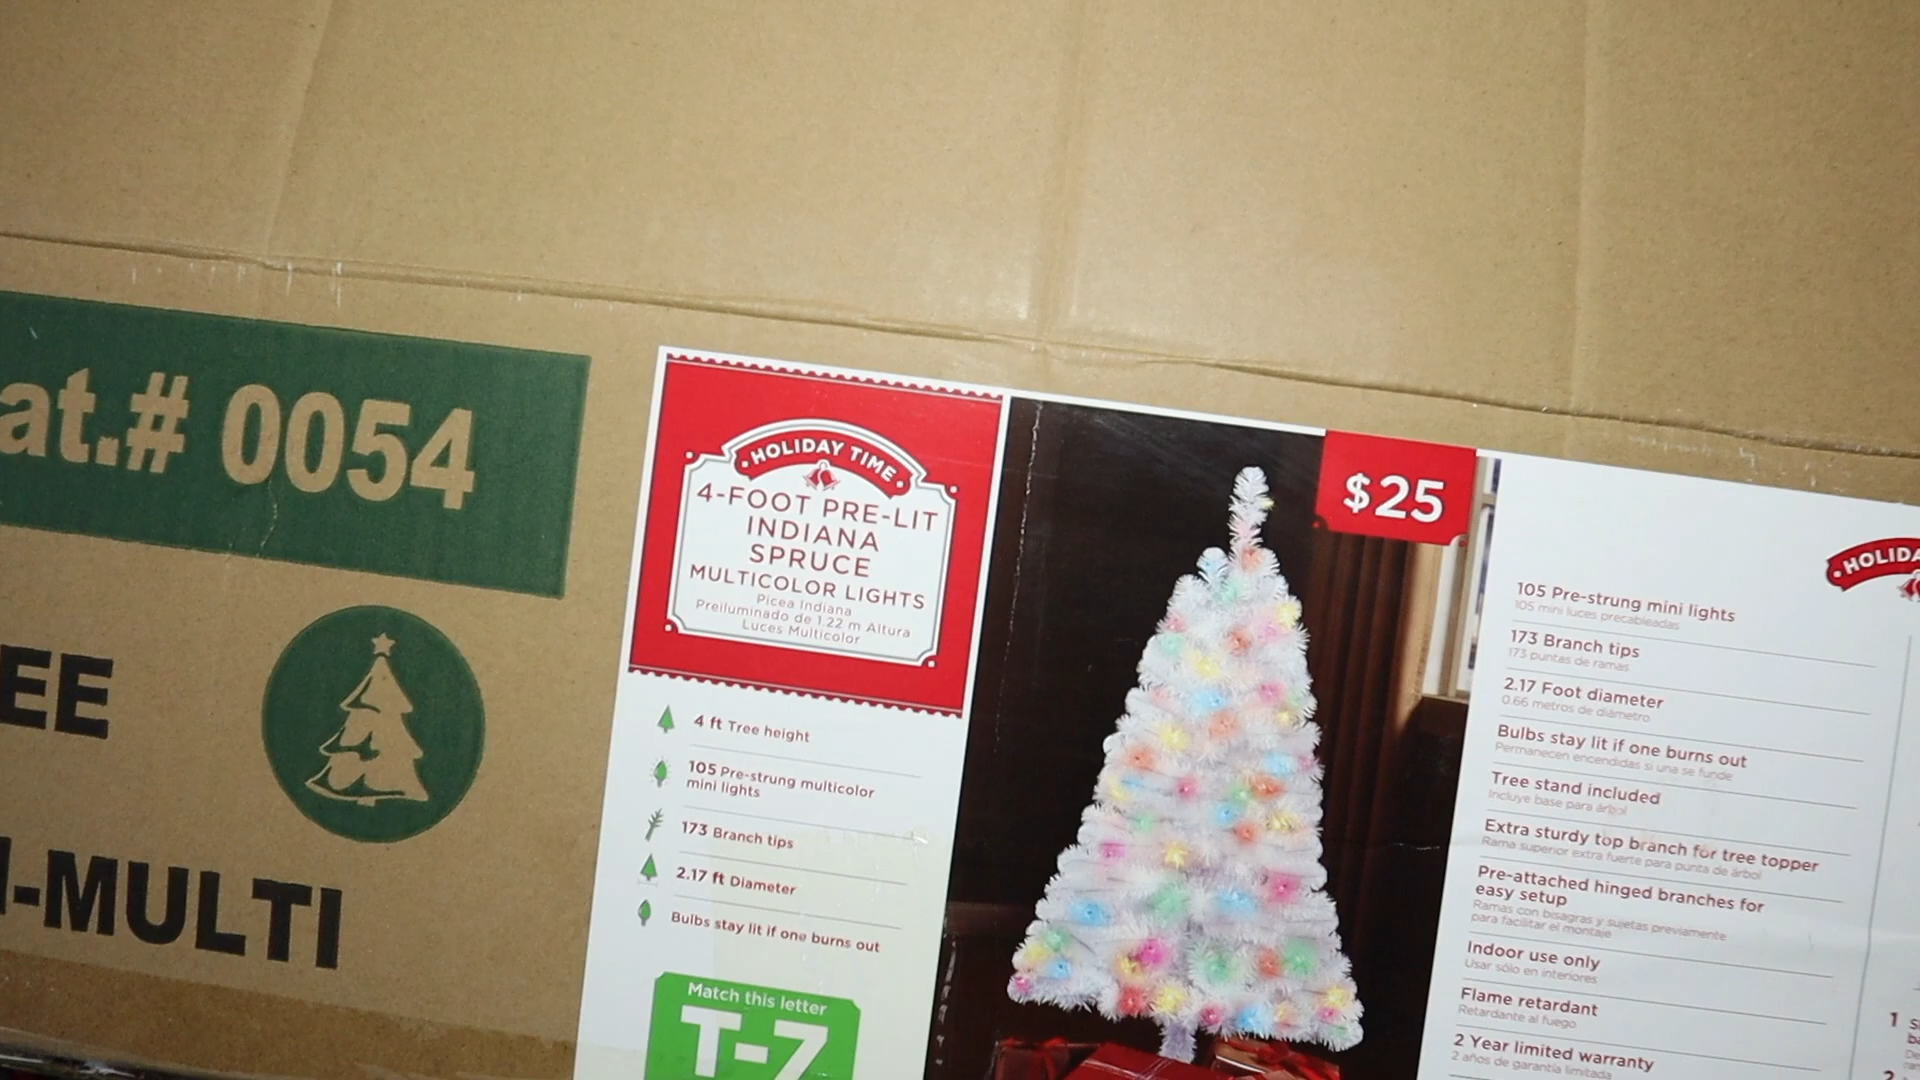 at.# 0054
EE
-MULTI
HOLIDAY TIME
4-FOOT PRE-LIT
INDIANA
SPRUCE
MULTICOLOR LIGHTS
Picea Indiana
Preiluminado de 1.22 m Altura
Luces Multicolor
4 ft Tree height
105 Pre-strung multicolor
mini lights
173 Branch tips
2.17 ft Diameter
Bulbs stay lit if one burns out
Match this letter
T-7
$25
HOLIDA
105 Pre-strung mini lights
105 mini luces precableadas
173 Branch tips
173 puntas de ramas
2.17 Foot diameter
0.66 metros de diámetro
Bulbs stay lit if one burns out
Permanecen encendidas si una se funde
Tree stand included
Incluye base para árbol
Extra sturdy top branch for tree topper
Rama superior extra fuerte para punta de árbol
Pre-attached hinged branches for
easy setup
Ramas con bisagras y sujetas previamente
para facilitar el montaje
Indoor use only
Usar sólo en interiores
Flame retardant
Retardante al fuego
2 Year limited warranty
2 años de garantía limitada
1
2